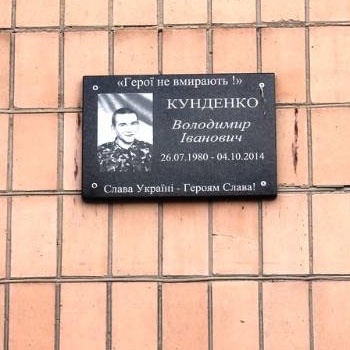 «Герої не вмирають !»
КУНДЕНКО
Володимир
Іванович
26.07.1980 - 04.10.2014
Слава Україні - Героям Слава!